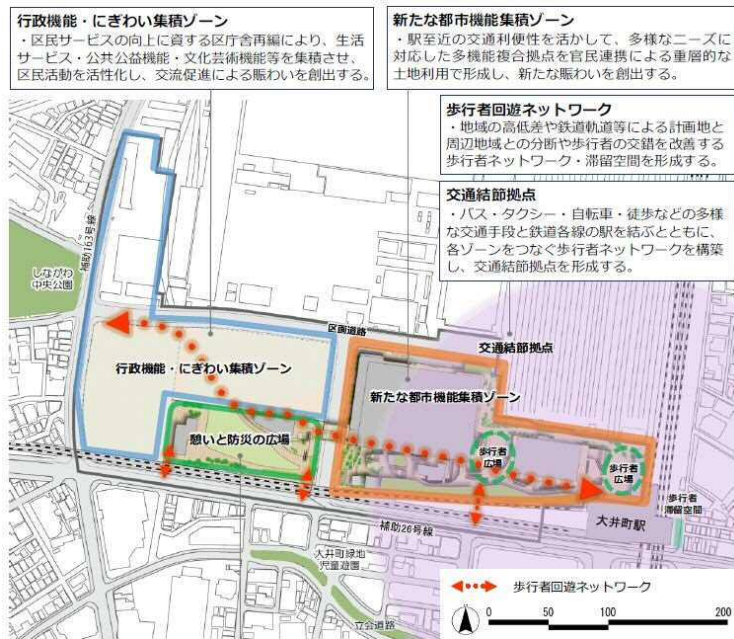 行政機能・にぎわい集積ゾーン
・区民サービスの向上に資する区庁舎再編により、生活
サービス・公共公益機能・文化芸術機能等を集積させ、
区民活動を活性化し、交流促進による賑わいを創出する。
新たな都市機能集積ゾーン
・駅至近の交通利便性を活かして、多様なニーズに
対応した多機能複合拠点を官民連携による重層的な
土地利用で形成し、新たな賑わいを創出する。
歩行者回遊ネットワーク
・地域の高低差や鉄道軌道等による計画地と
周辺地域との分断や歩行者の交錯を改善する
歩行者ネットワーク・滞留空間を形成する。
交通結節拠点
・バス・タクシー・自転車・徒歩などの多様
な交通手段と鉄道各線の駅を結ぶとともに、
各ゾーンをつなぐ歩行者ネットワークを構築
し、交通結節拠点を形成する。
補助163号線
しながわ
中央公園
区画道路
交通結節拠点
行政機能・にぎわい集積ゾーン
新たな都市機能集積ゾーン
憩いと防災の広場
歩行者
広場
歩行者
広場
歩行者
滞留空間
大井町駅
補助26号線
大井町緑地
児童遊園
立会道路
歩行者回遊ネットワーク
0 50 100 200